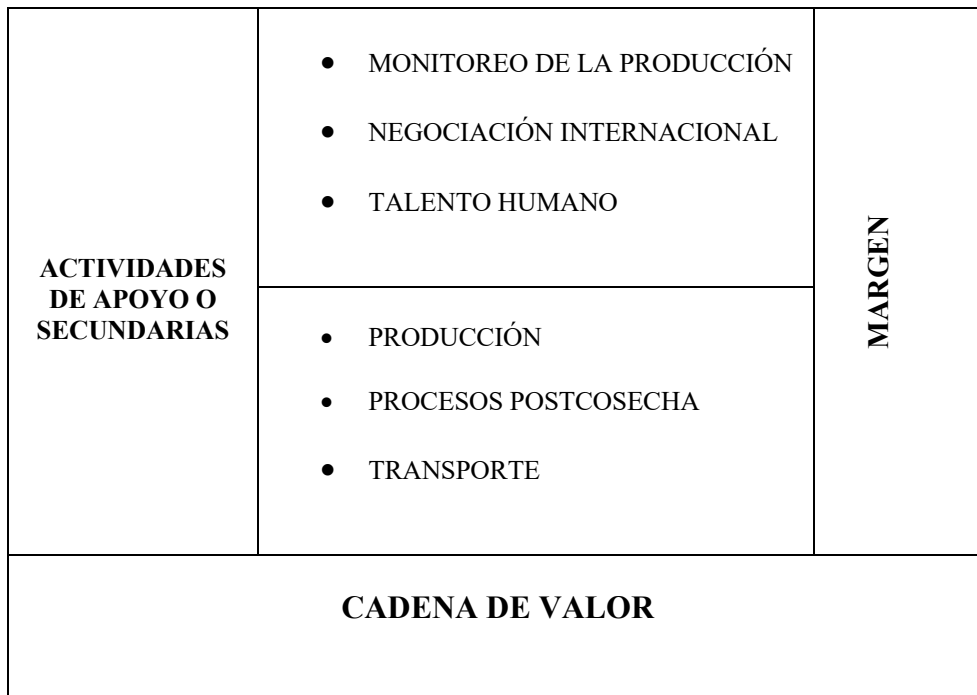 ACTIVIDADES
DE APOYO O
SECUNDARIAS
• MONITOREO DE LA PRODUCCIÓN
• NEGOCIACIÓN INTERNACIONAL
• TALENTO HUMANO
• PRODUCCIÓN
• PROCESOS POSTCOSECHA
• TRANSPORTE
MARGEN
CADENA DE VALOR